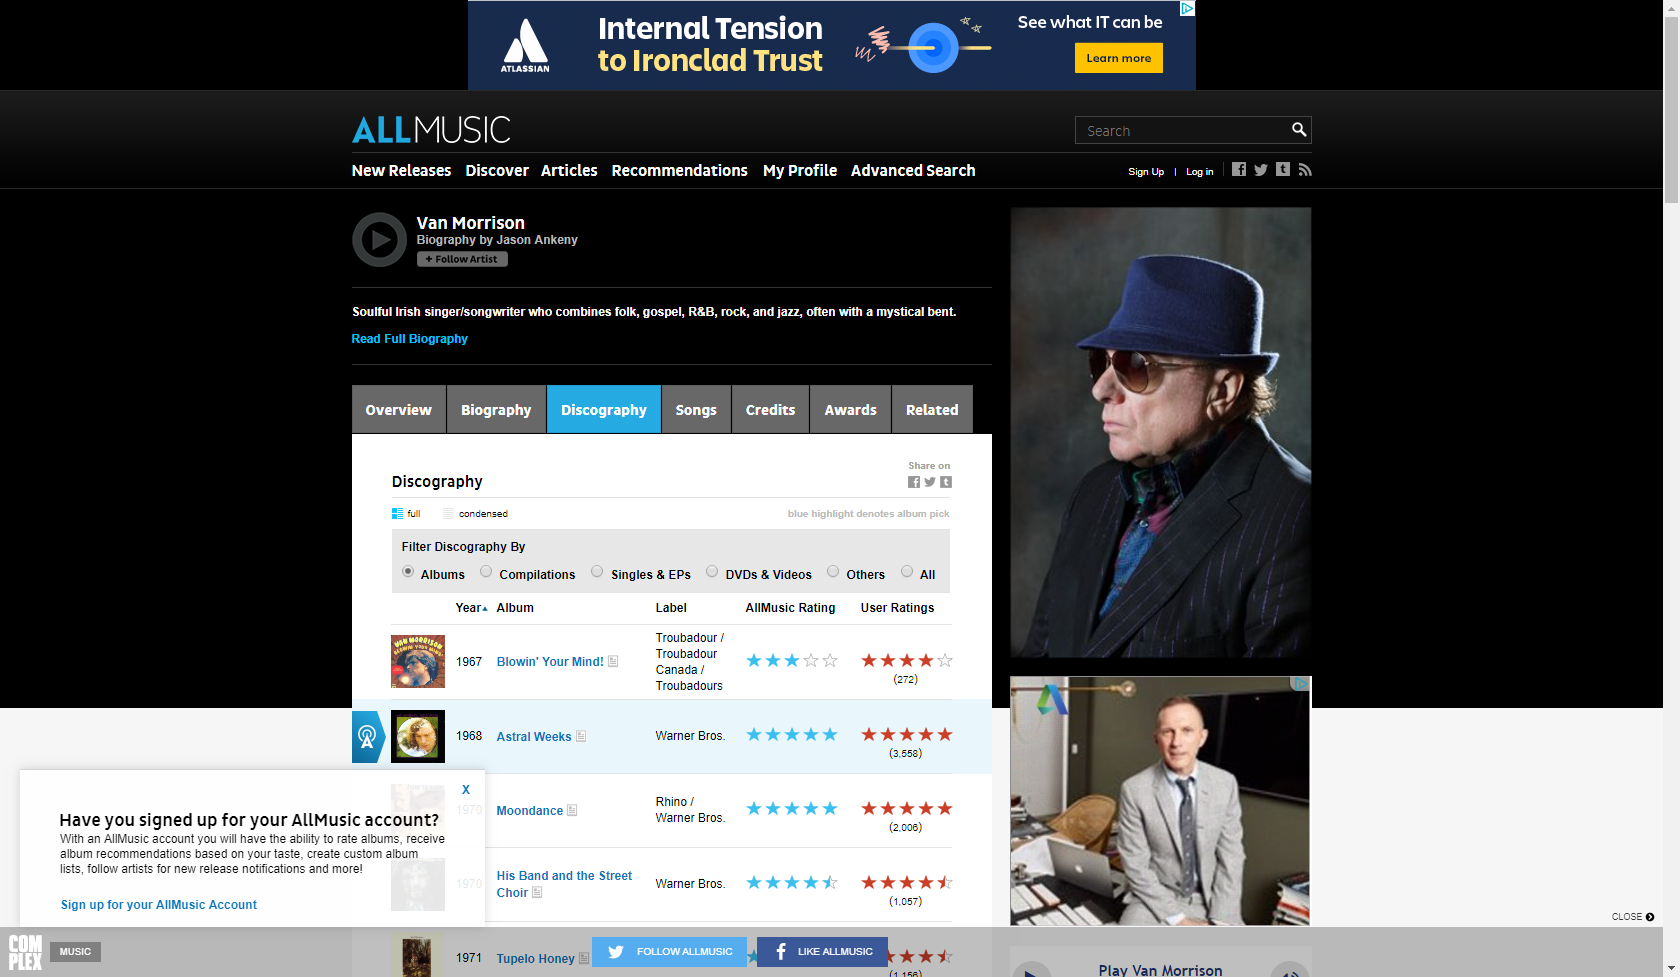 Internal Tension
to Ironclad Trust
See what IT can be
Learn more
ATLASSIAN
ALLMUSIC
Search
New Releases Discover Articles Recommendations My Profile Advanced Search
Sign Up | Log in
Van Morrison
Biography by Jason Ankeny
+ Follow Artist
Soulful Irish singer/songwriter who combines folk, gospel, R&B, rock, and jazz, often with a mystical bent.
Read Full Biography
Overview Biography Discography Songs Credits Awards Related
Share on
Discography
full condensed blue highlight denotes album pick
Filter Discography By
Albums Compilations Singles & EPs DVDs & Videos Others All
Year Album Label AllMusic Rating User Ratings
VAN MORRISON
BLOWIN' YOUR MIND!
1967 Blowin' Your Mind!
Troubadour /
Troubadour
Canada /
Troubadours
(272)
1968 Astral Weeks Warner Bros.
(3,558)
1970 Moondance
Rhino /
Warner Bros.
(2,006)
1970 His Band and the Street
Choir
Warner Bros.
(1,057)
1971 Tupelo Honey
(1,156)
X
Have you signed up for your AllMusic account?
With an AllMusic account you will have the ability to rate albums, receive
album recommendations based on your taste, create custom album
lists, follow artists for new release notifications and more!
Sign up for your AllMusic Account
CLOSE
COM
PLEX
MUSIC
FOLLOW ALLMUSIC
LIKE ALLMUSIC
Play Van Morrison